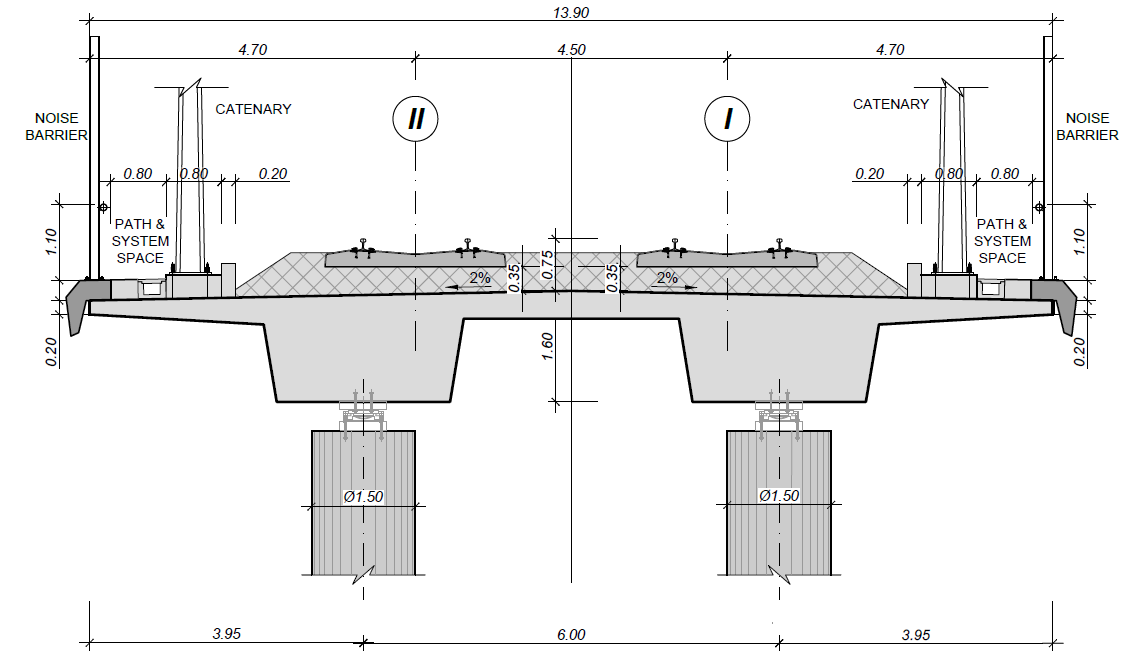 13.90
4.70
4.50
4.70
CATENARY
CATENARY
II
I
NOISE
BARRIER
NOISE
BARRIER
0.80
0.80
0.20
0.20
0.80
0.80
PATH &
SYSTEM
SPACE
PATH &
SYSTEM
SPACE
1.10
1.10
2%
0.35
0.75
0.35
2%
0.20
1.60
0.20
Ø1.50
Ø1.50
3.95
6.00
3.95